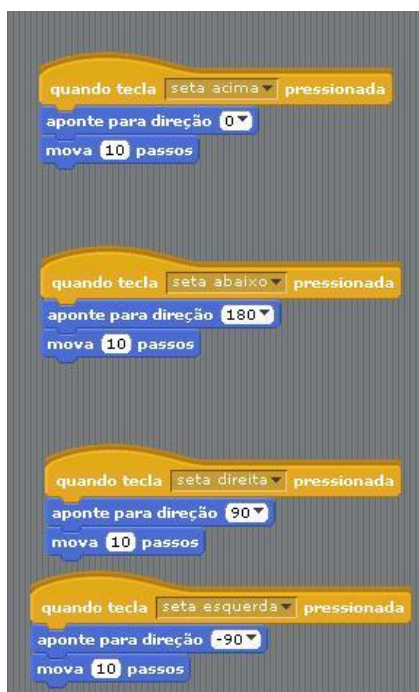 quando tecla seta acima pressionada
aponte para direção 0
mova 10 passos
quando tecla seta abaixo pressionada
aponte para direção 180
mova 10 passos
quando tecla seta direita pressionada
aponte para direção 90
mova 10 passos
quando tecla seta esquerda pressionada
aponte para direção -90
mova 10 passos